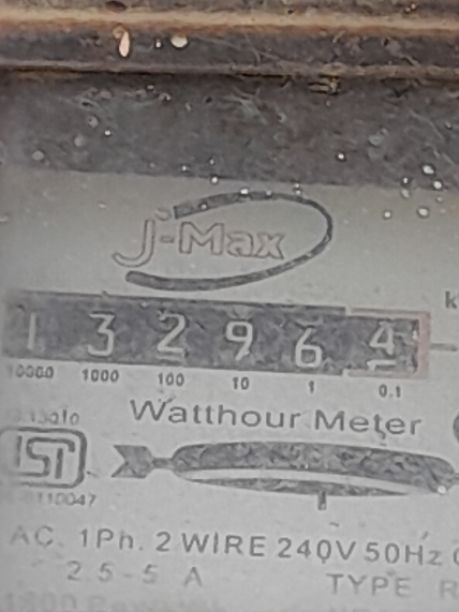 J-Max
k
1 3 2 9 6 4
10000 1000 100 10 1 0.1
Watthour Meter
ISI
AC. 1Ph. 2 WIRE 240V 50Hz
2.5-5 A TYPE R